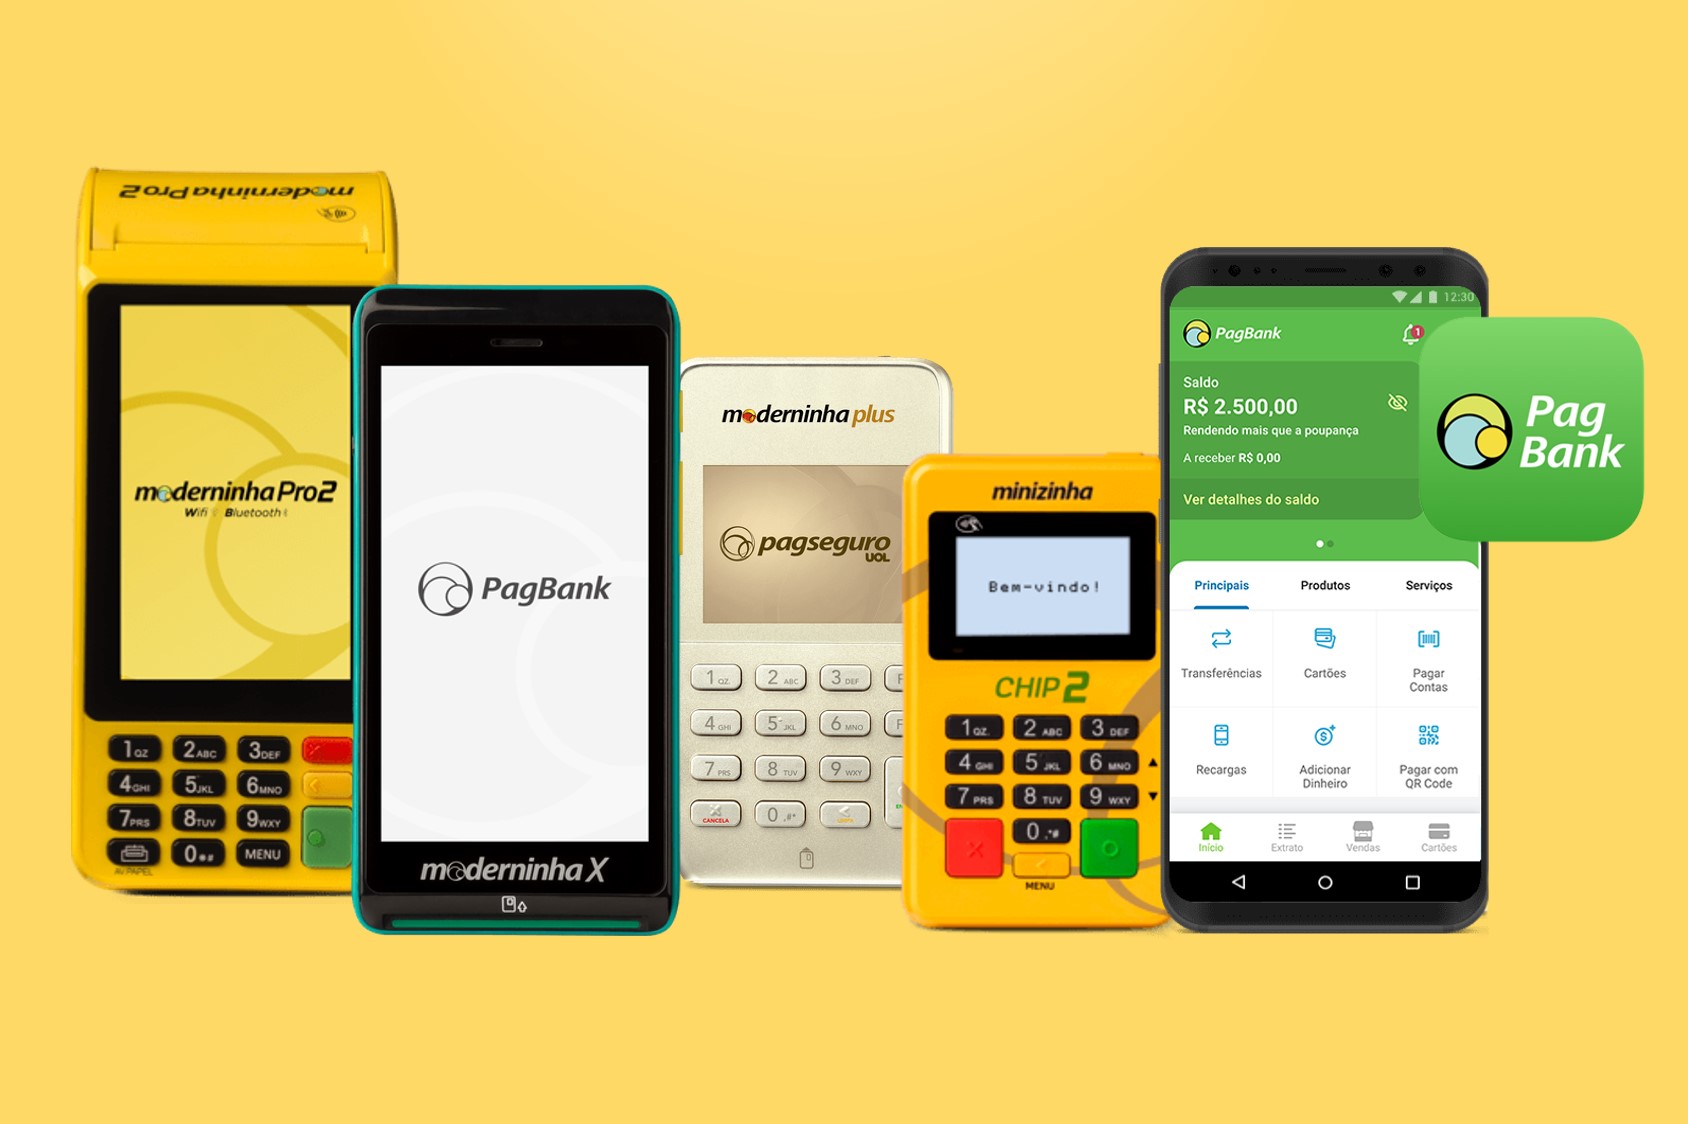 moderninha Pro2
moderninha Pro2
Wifi Bluetooth
1 QZ 2 ABC 3 DEF
4 GHI 5 JKL 6 MNO
7 PRS 8 TUV 9 WXY
0 *# MENU
AV PAPEL
PagBank
moderninha X
moderninha plus
pagseguro
UOL
1 QZ. 2 ABC 3 DEF F
4 GHI 5 JKL 6 MNO F
7 PRS 8 TUV 9 WXY
CANCELA 0 ,#*
minizinha
Bem-vindo!
CHIP 2
1 QZ. 2 ABC 3 DEF
4 GHI 5 JKL 6 MNO
7 PRS 8 TUV 9 WXY
0 .*#
MENU
12:30
PagBank
1
Saldo
R$ 2.500,00
Rendendo mais que a poupança
A receber R$ 0,00
Ver detalhes do saldo
Principais Produtos Serviços
Transferências Cartões Pagar
Contas
Recargas Adicionar Pagar com
Dinheiro QR Code
Início Extrato Vendas Cartões
Pag
Bank